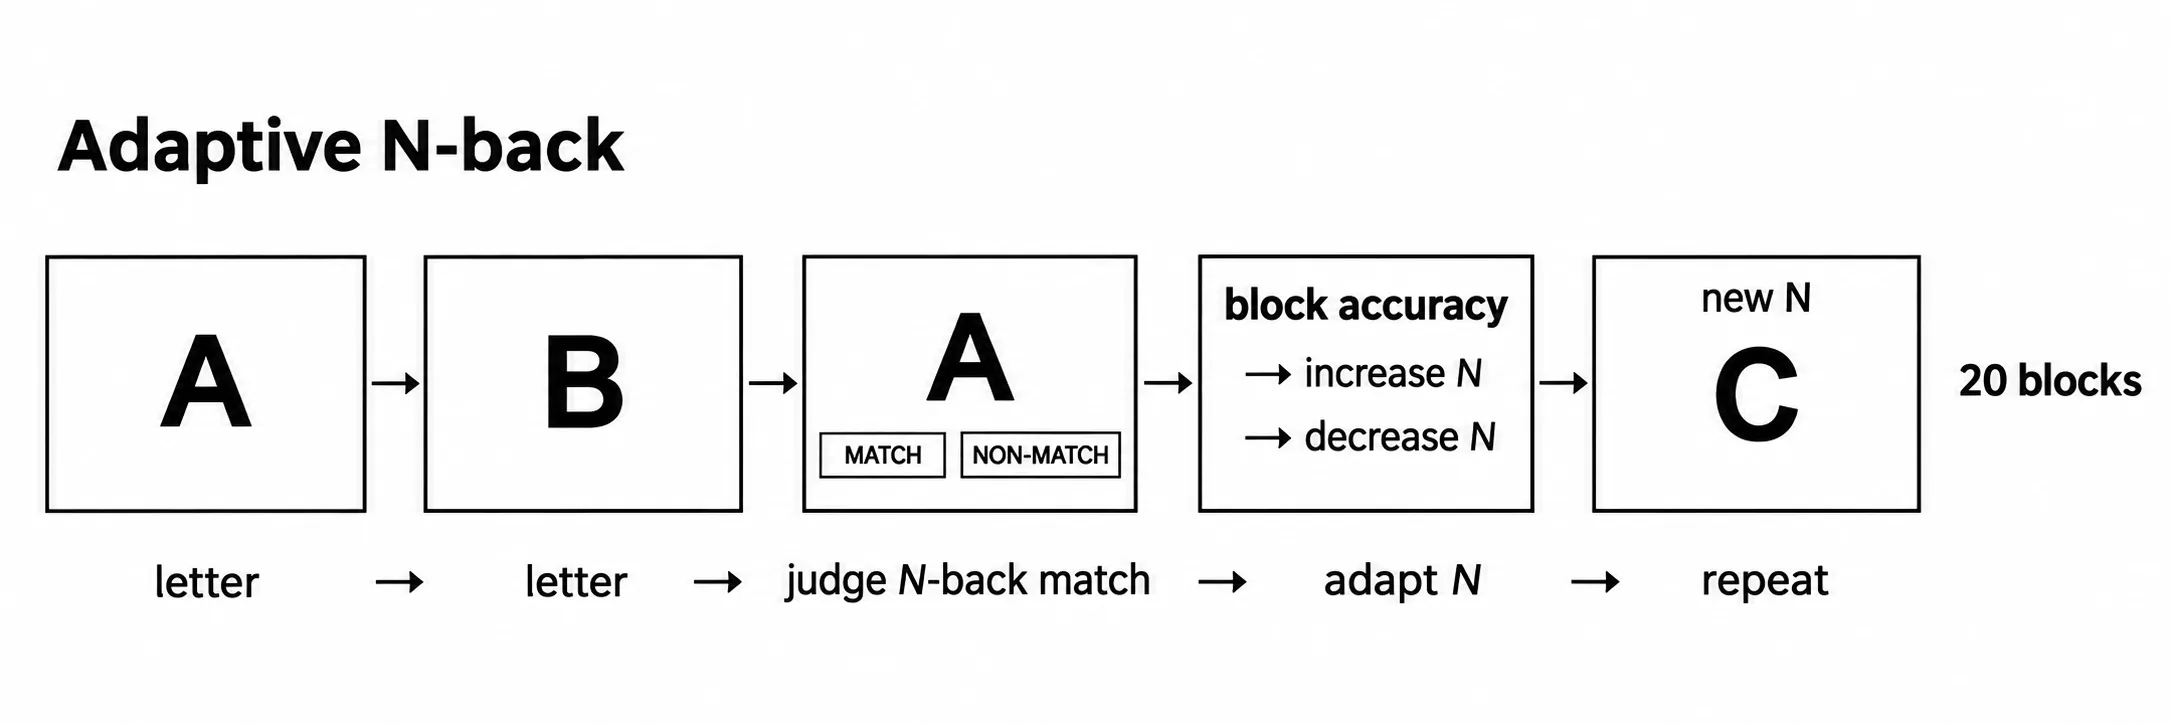 Adaptive N-back
A
B
A
MATCH
NON-MATCH
block accuracy
→ increase N
→ decrease N
new N
C
20 blocks
letter → letter → judge N-back match → adapt N → repeat